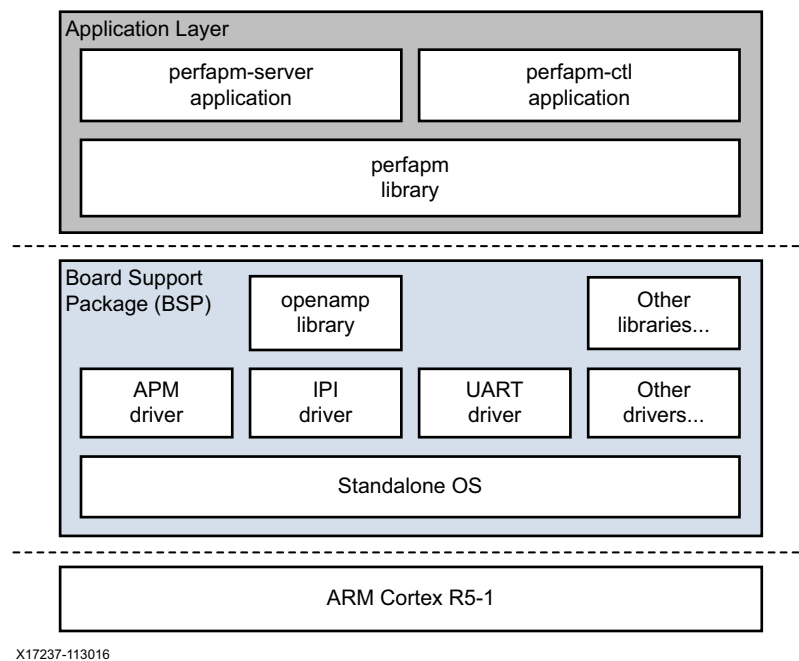 Application Layer
perfapm-server
application
perfapm-ctl
application
perfapm
library
Board Support
Package (BSP)
openamp
library
Other
libraries...
APM
driver
IPI
driver
UART
driver
Other
drivers...
Standalone OS
ARM Cortex R5-1
X17237-113016